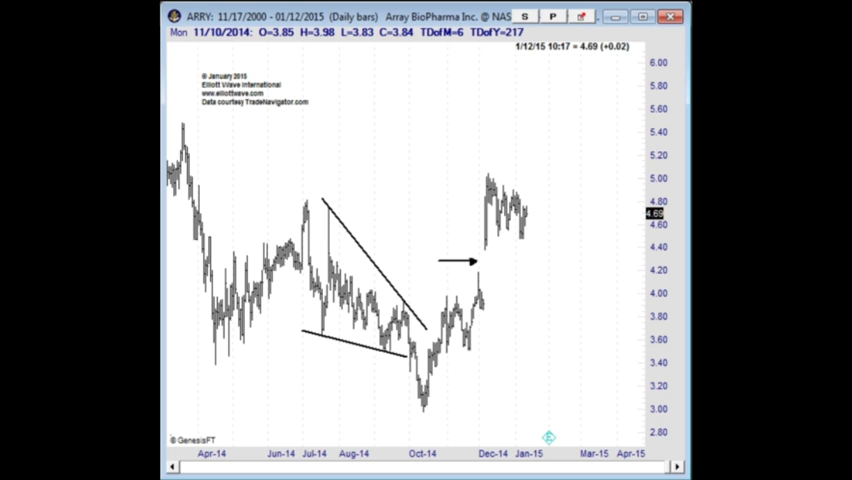 ARRY: 11/17/2000 - 01/12/2015 (Daily bars) Array BioPharma Inc. @ NAS
S P
Mon 11/10/2014: O=3.85 H=3.98 L=3.83 C=3.84 TDofM=6 TDofY=217
1/12/15 10:17 = 4.69 (+0.02)
© January 2015
Elliott Wave International
www.elliottwave.com
Data courtesy TradeNavigator.com
6.00
5.80
5.60
5.40
5.20
5.00
4.80
4.69
4.60
4.40
4.20
4.00
3.80
3.60
3.40
3.20
3.00
2.80
E
© GenesisFT
Apr-14 Jun-14 Jul-14 Aug-14 Oct-14 Dec-14 Jan-15 Mar-15 Apr-15